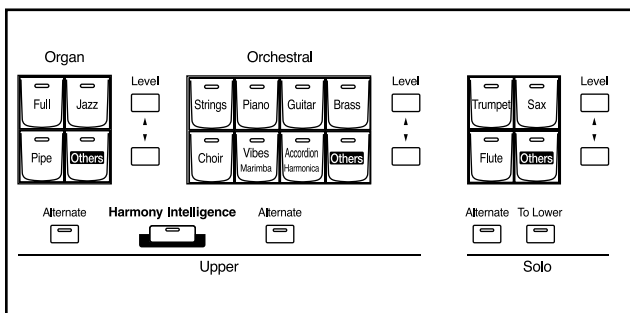 Organ Orchestral
Level Level Level
Full Jazz Strings Piano Guitar Brass Trumpet Sax
Pipe Others Choir Vibes Marimba Accordion Harmonica Others Flute Others
Alternate Harmony Intelligence Alternate Alternate To Lower
Upper Solo